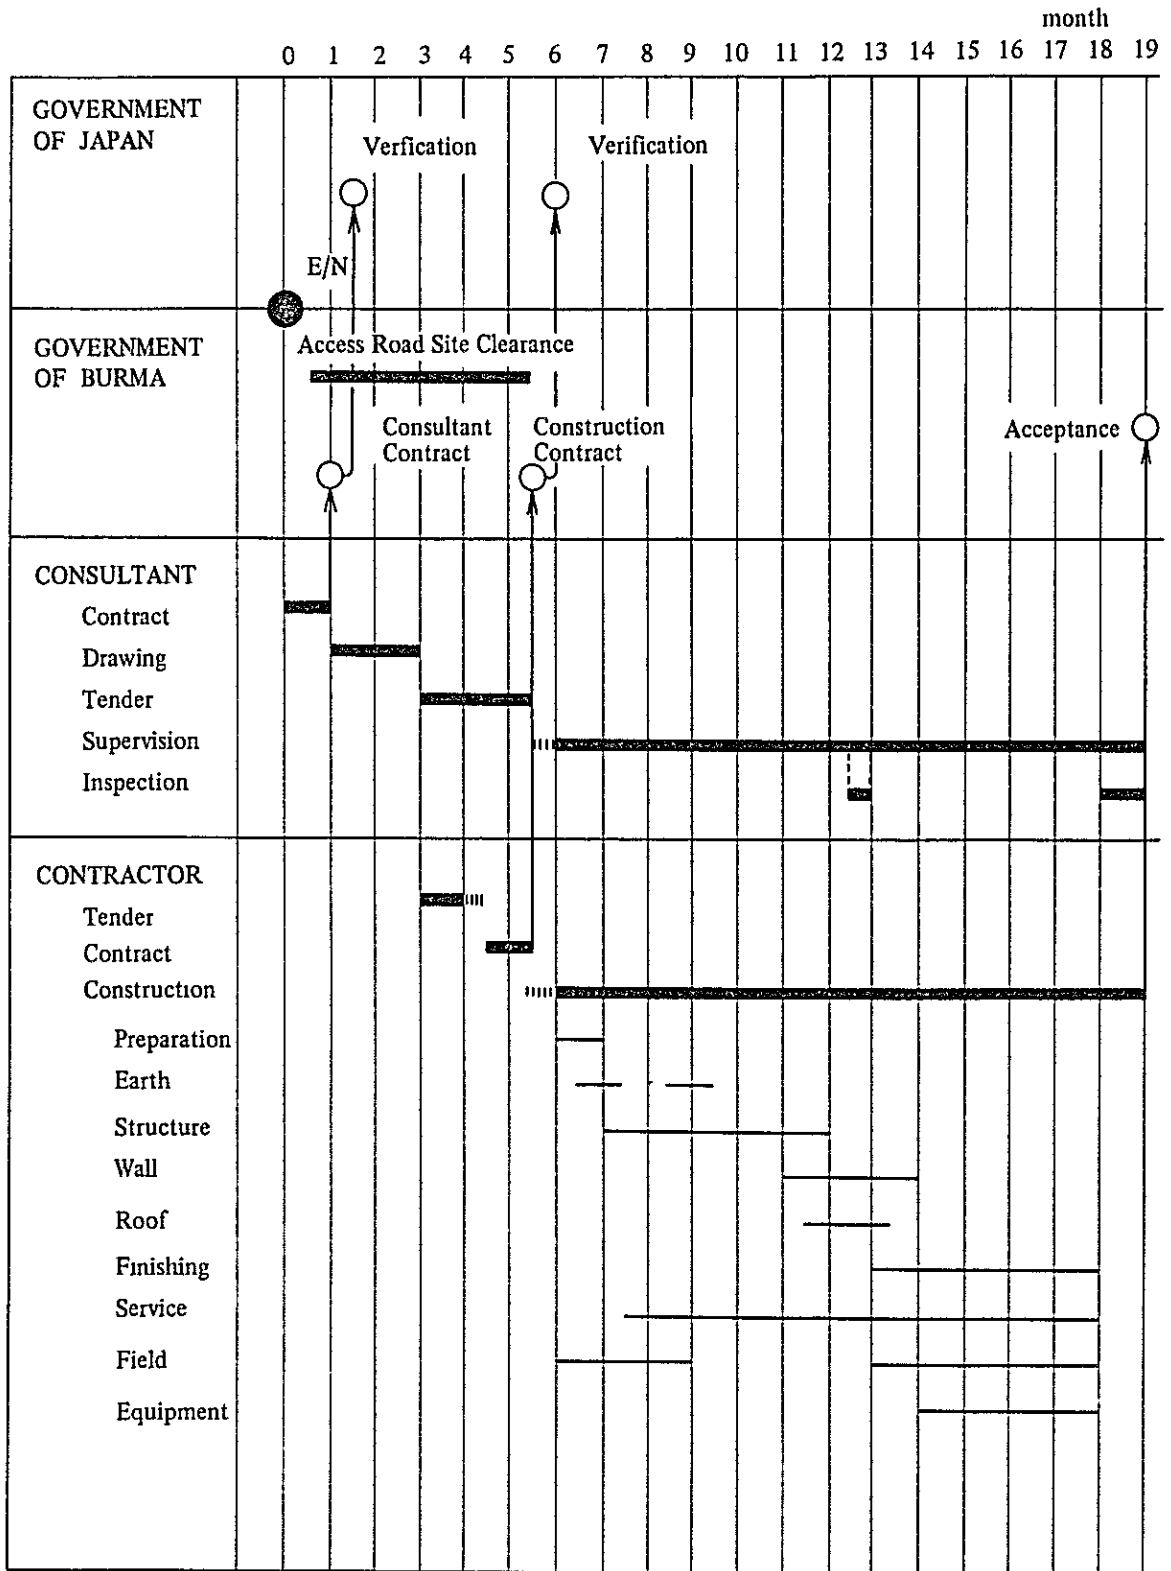 month
0 1 2 3 4 5 6 7 8 9 10 11 12 13 14 15 16 17 18 19
GOVERNMENT
OF JAPAN
Verfication
Verification
E/N
GOVERNMENT
OF BURMA
Access Road Site Clearance
Consultant
Contract
Construction
Contract
Acceptance
CONSULTANT
Contract
Drawing
Tender
Supervision
Inspection
CONTRACTOR
Tender
Contract
Construction
Preparation
Earth
Structure
Wall
Roof
Finishing
Service
Field
Equipment